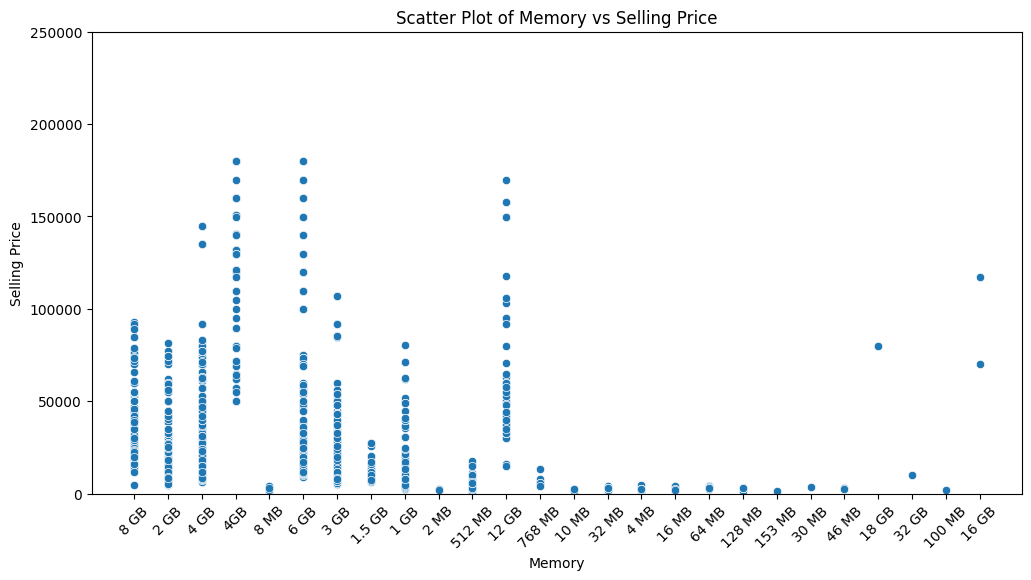 Scatter Plot of Memory vs Selling Price
250000
200000
150000
100000
50000
0
Selling Price
8 GB
2 GB
4 GB
4GB
8 MB
6 GB
3 GB
1.5 GB
1 GB
2 MB
512 MB
12 GB
768 MB
10 MB
32 MB
4 MB
16 MB
64 MB
128 MB
153 MB
30 MB
46 MB
18 GB
32 GB
100 MB
16 GB
Memory